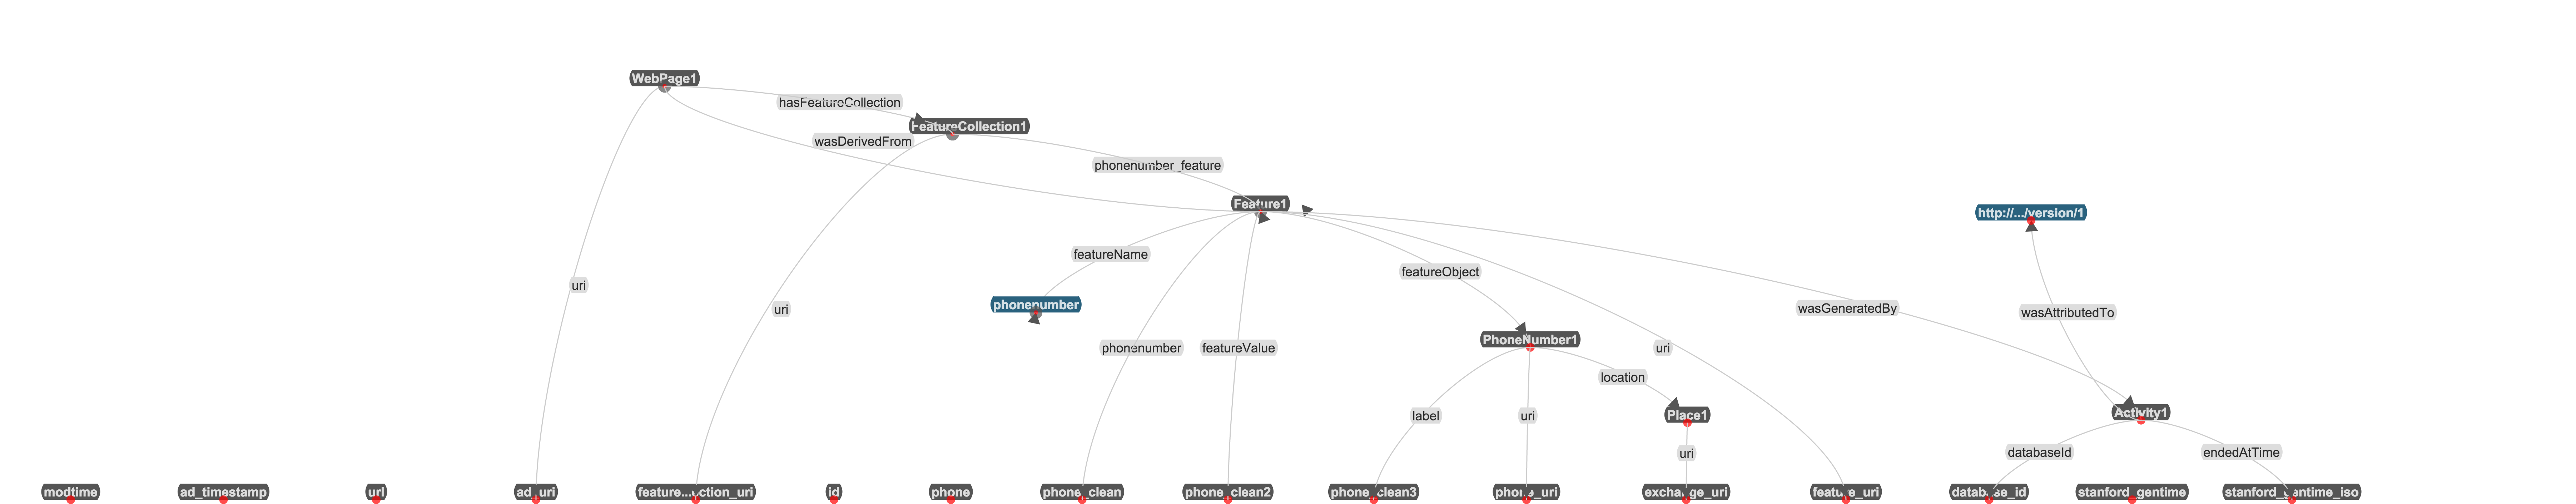 WebPage1
hasFeatureCollection
FeatureCollection1
wasDerivedFrom
phonenumber_feature
Feature1
http://.../version/1
featureName
featureObject
uri
phonenumber
uri
wasGeneratedBy
wasAttributedTo
PhoneNumber1
phonenumber
featureValue
uri
location
label
uri
Place1
Activity1
uri
databaseId
endedAtTime
modtime
ad_timestamp
url
ad_uri
feature...ction_uri
id
phone
phone_clean
phone_clean2
phone_clean3
phone_uri
exchange_uri
feature_uri
database_id
stanford_gentime
stanford_gentime_iso